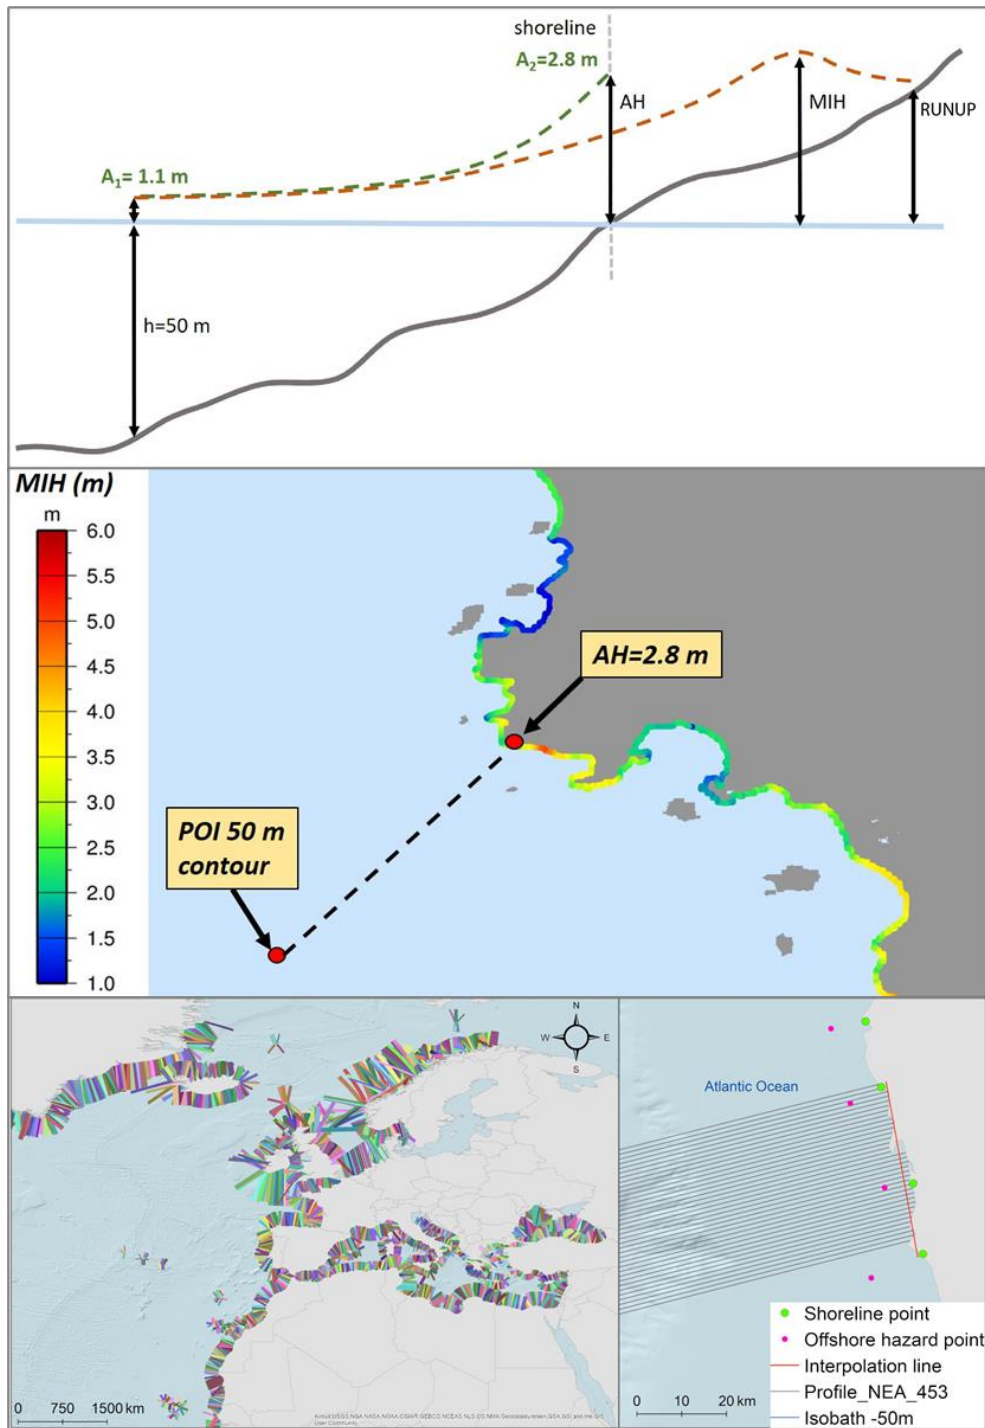 shoreline
A₂=2.8 m
AH
MIH
RUNUP
A₁= 1.1 m
h=50 m
MIH (m)
m
6.0
5.5
5.0
4.5
4.0
3.5
3.0
2.5
2.0
1.5
1.0
AH=2.8 m
POI 50 m
contour
N
W
E
S
0 750 1500 km
User Community
Atlantic Ocean
Shoreline point
Offshore hazard point
Interpolation line
Profile_NEA_453
Isobath -50m
0 10 20 km